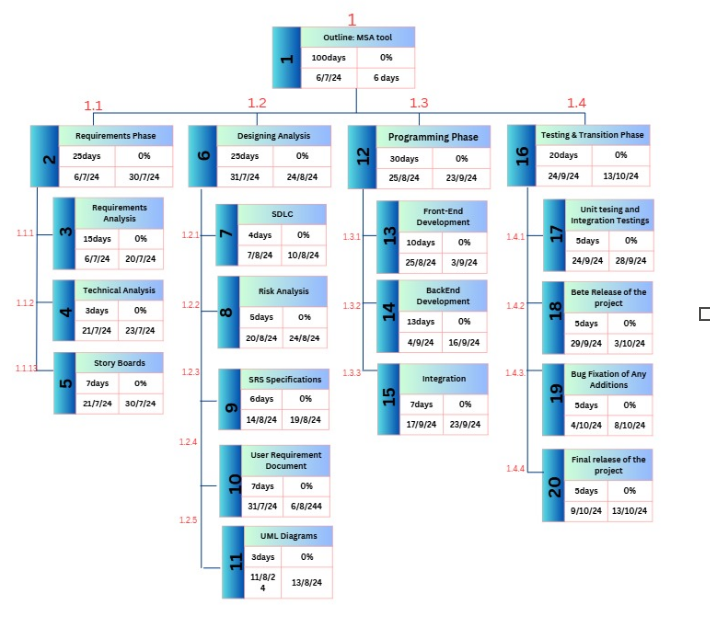 1
1
Outline: MSA tool
100days 0%
6/7/24 6 days
1.1 1.2 1.3 1.4
2
Requirements Phase
25days 0%
6/7/24 30/7/24
1.1.1
3
Requirements
Analysis
15days 0%
6/7/24 20/7/24
1.1.2
4
Technical Analysis
3days 0%
21/7/24 23/7/24
1.1.13
5
Story Boards
7days 0%
21/7/24 30/7/24
6
Designing Analysis
25days 0%
31/7/24 24/8/24
1.2.1
7
SDLC
4days 0%
7/8/24 10/8/24
1.2.2
8
Risk Analysis
5days 0%
20/8/24 24/8/24
1.2.3
9
SRS Specifications
6days 0%
14/8/24 19/8/24
1.2.4
10
User Requirement
Document
7days 0%
31/7/24 6/8/244
1.2.5
11
UML Diagrams
3days 0%
11/8/2
4
13/8/24
12
Programming Phase
30days 0%
25/8/24 23/9/24
1.3.1
13
Front-End
Development
10days 0%
25/8/24 3/9/24
1.3.2
14
BackEnd
Development
13days 0%
4/9/24 16/9/24
1.3.3
15
Integration
7days 0%
17/9/24 23/9/24
16
Testing & Transition Phase
20days 0%
24/9/24 13/10/24
1.4.1
17
Unit tesing and
Integration Testings
5days 0%
24/9/24 28/9/24
1.4.2
18
Bete Release of the
project
5days 0%
29/9/24 3/10/24
1.4.3.
19
Bug Fixation of Any
Additions
5days 0%
4/10/24 8/10/24
1.4.4
20
Final relaese of the
project
5days 0%
9/10/24 13/10/24